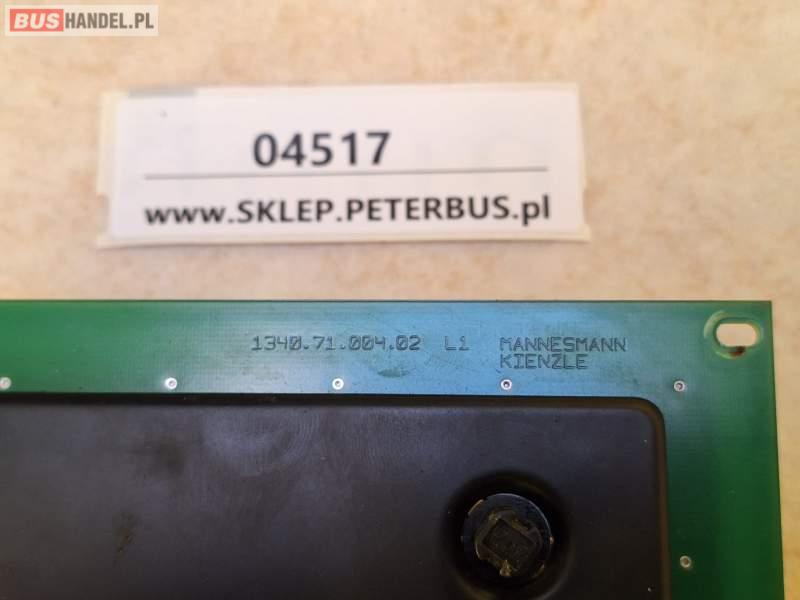 BUSHANDEL.PL
04517
www.SKLEP.PETERBUS.pl
1340.71.004.02 L1 MANNESMANN
KIENZLE